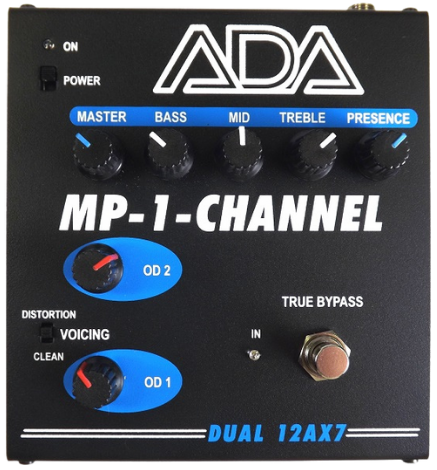 ON
POWER
ADA
MASTER BASS MID TREBLE PRESENCE
MP-1-CHANNEL
OD 2
TRUE BYPASS
DISTORTION
VOICING
IN
CLEAN
OD 1
DUAL 12AX7